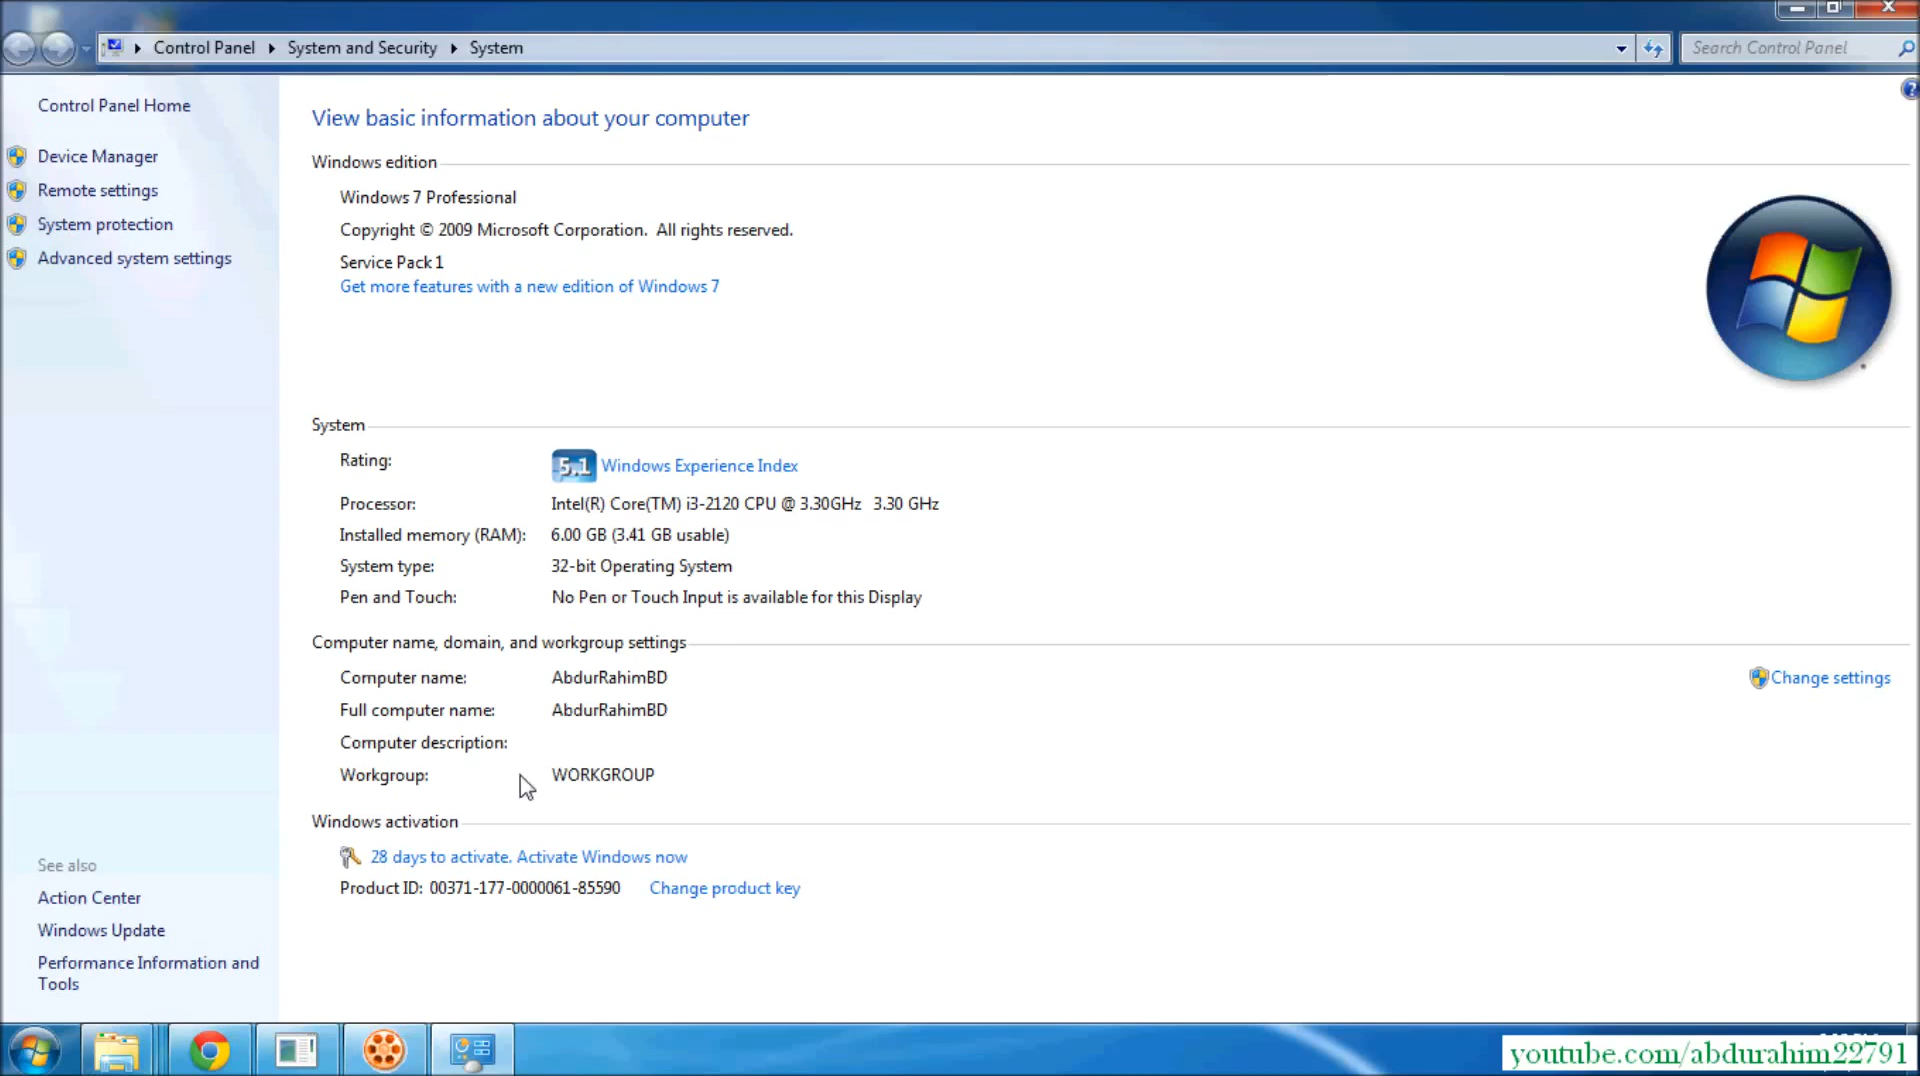 Control Panel System and Security System
Search Control Panel
Control Panel Home
Device Manager
Remote settings
System protection
Advanced system settings
See also
Action Center
Windows Update
Performance Information and
Tools
View basic information about your computer
Windows edition
Windows 7 Professional
Copyright © 2009 Microsoft Corporation. All rights reserved.
Service Pack 1
Get more features with a new edition of Windows 7
System
Rating: 5.1 Windows Experience Index
Processor: Intel(R) Core(TM) i3-2120 CPU @ 3.30GHz 3.30 GHz
Installed memory (RAM): 6.00 GB (3.41 GB usable)
System type: 32-bit Operating System
Pen and Touch: No Pen or Touch Input is available for this Display
Computer name, domain, and workgroup settings
Computer name: AbdurRahimBD Change settings
Full computer name: AbdurRahimBD
Computer description:
Workgroup: WORKGROUP
Windows activation
28 days to activate. Activate Windows now
Product ID: 00371-177-0000061-85590 Change product key
youtube.com/abdurahim22791